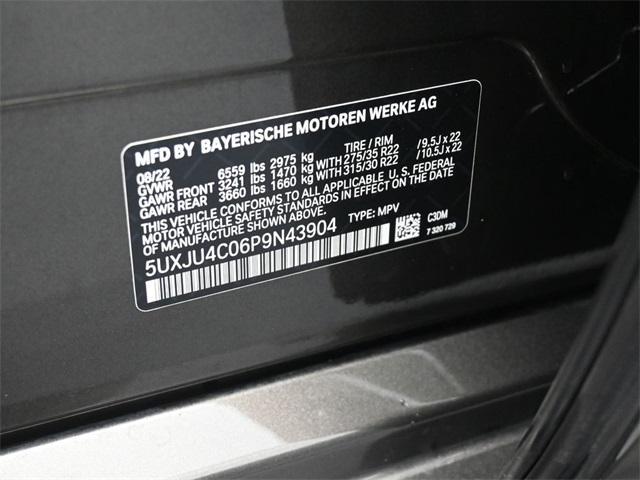 MFD BY BAYERISCHE MOTOREN WERKE AG
08/22 TIRE / RIM
GVWR 6559 lbs 2975 kg
GAWR FRONT 3241 lbs 1470 kg WITH 275/35 R22 / 9.5J x 22
GAWR REAR 3660 lbs 1660 kg WITH 315/30 R22 / 10.5J x 22
THIS VEHICLE CONFORMS TO ALL APPLICABLE U. S. FEDERAL
MOTOR VEHICLE SAFETY STANDARDS IN EFFECT ON THE DATE
OF MANUFACTURE SHOWN ABOVE.
5UXJU4C06P9N43904 TYPE: MPV
C3DM
7 320 729